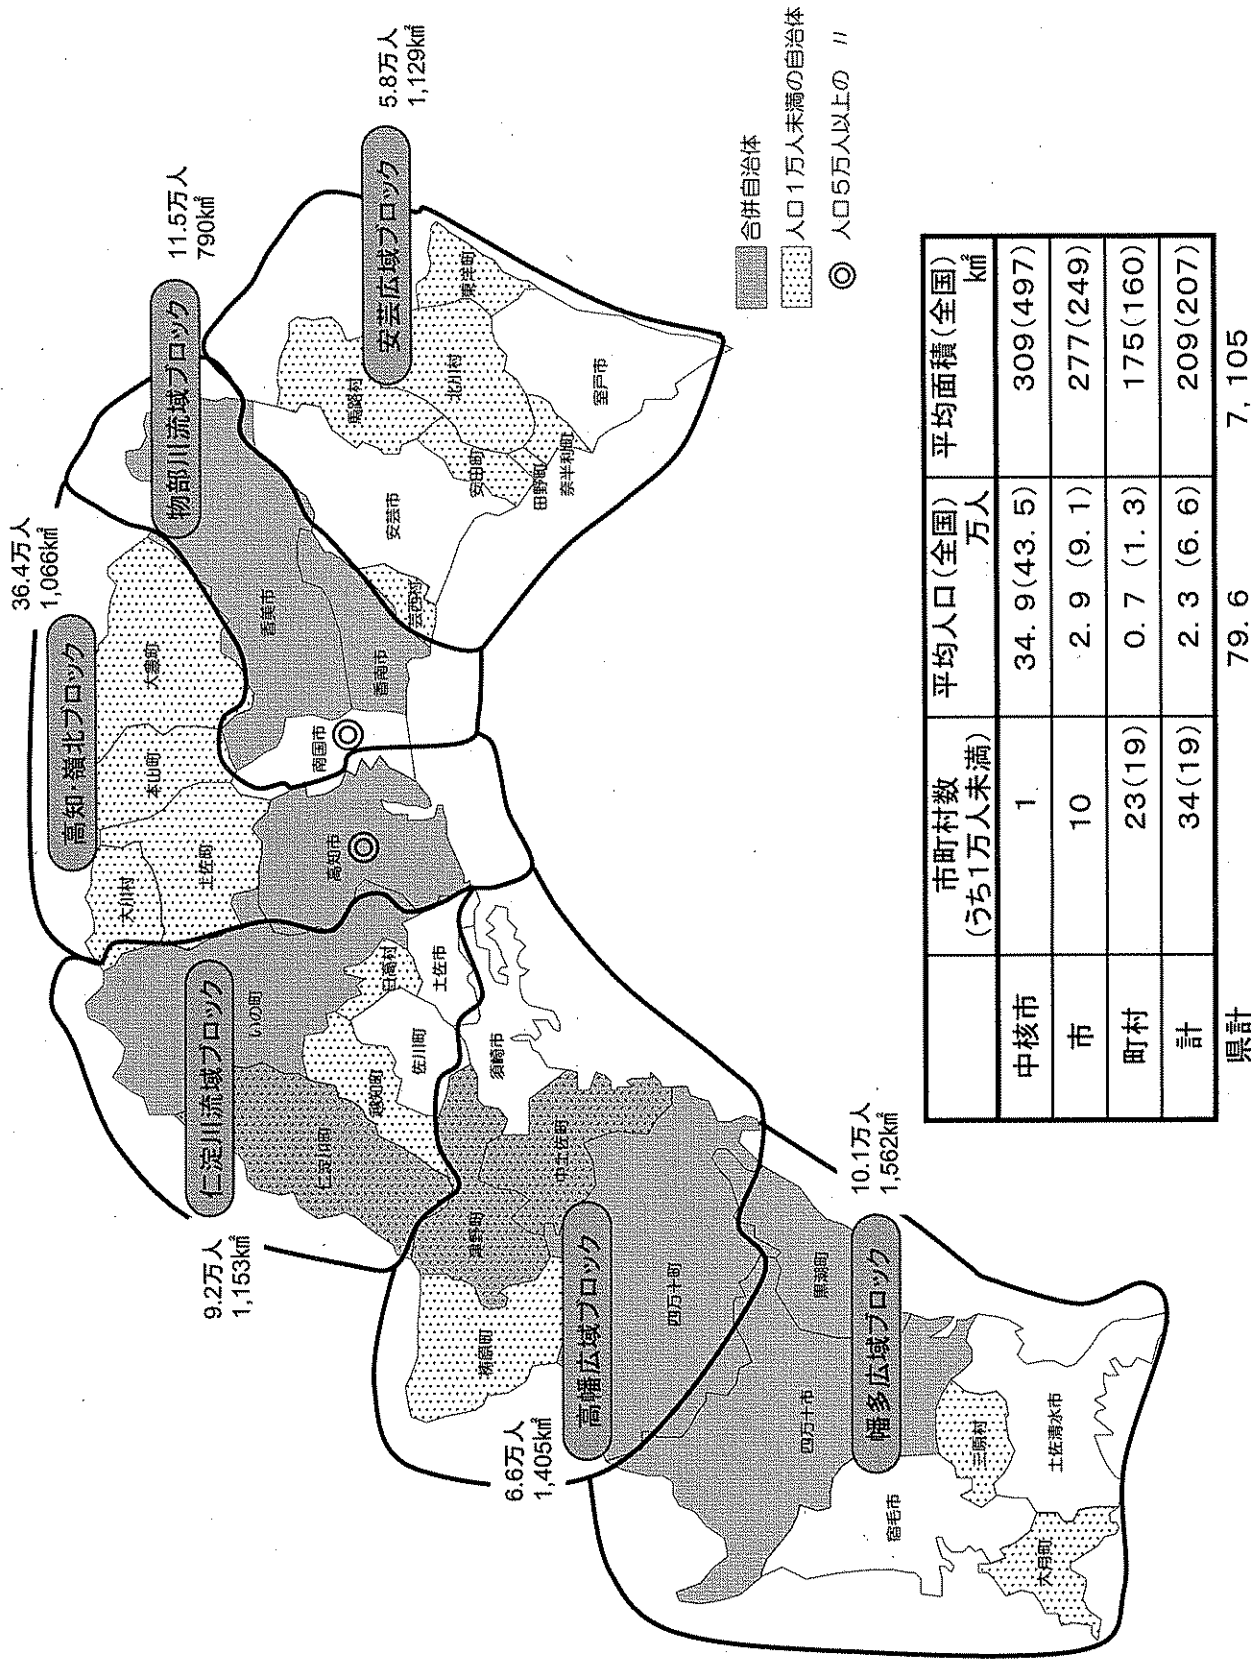 36.4万人
1,066㎢
高知・嶺北ブロック
11.5万人
790㎢
物部川流域ブロック
5.8万人
1,129㎢
安芸広域ブロック
9.2万人
1,153㎢
仁淀川流域ブロック
6.6万人
1,405㎢
高幡広域ブロック
10.1万人
1,562㎢
幡多広域ブロック
大川村
本山町
大豊町
土佐町
高知市
南国市
香美市
香南市
芸西村
安芸市
馬路村
北川村
東洋町
安田町
田野町
奈半利町
室戸市
いの町
仁淀川町
越知町
佐川町
日高村
土佐市
須崎市
津野町
中土佐町
梼原町
四万十町
黒潮町
四万十市
宿毛市
三原村
土佐清水市
大月町
合併自治体
人口1万人未満の自治体
人口5万人以上の 〃
市町村数 平均人口(全国) 平均面積(全国)
(うち1万人未満) 万人 ㎢
中核市 1 34.9(43.5) 309(497)
市 10 2.9(9.1) 277(249)
町村 23(19) 0.7(1.3) 175(160)
計 34(19) 2.3(6.6) 209(207)
県計 79.6 7,105